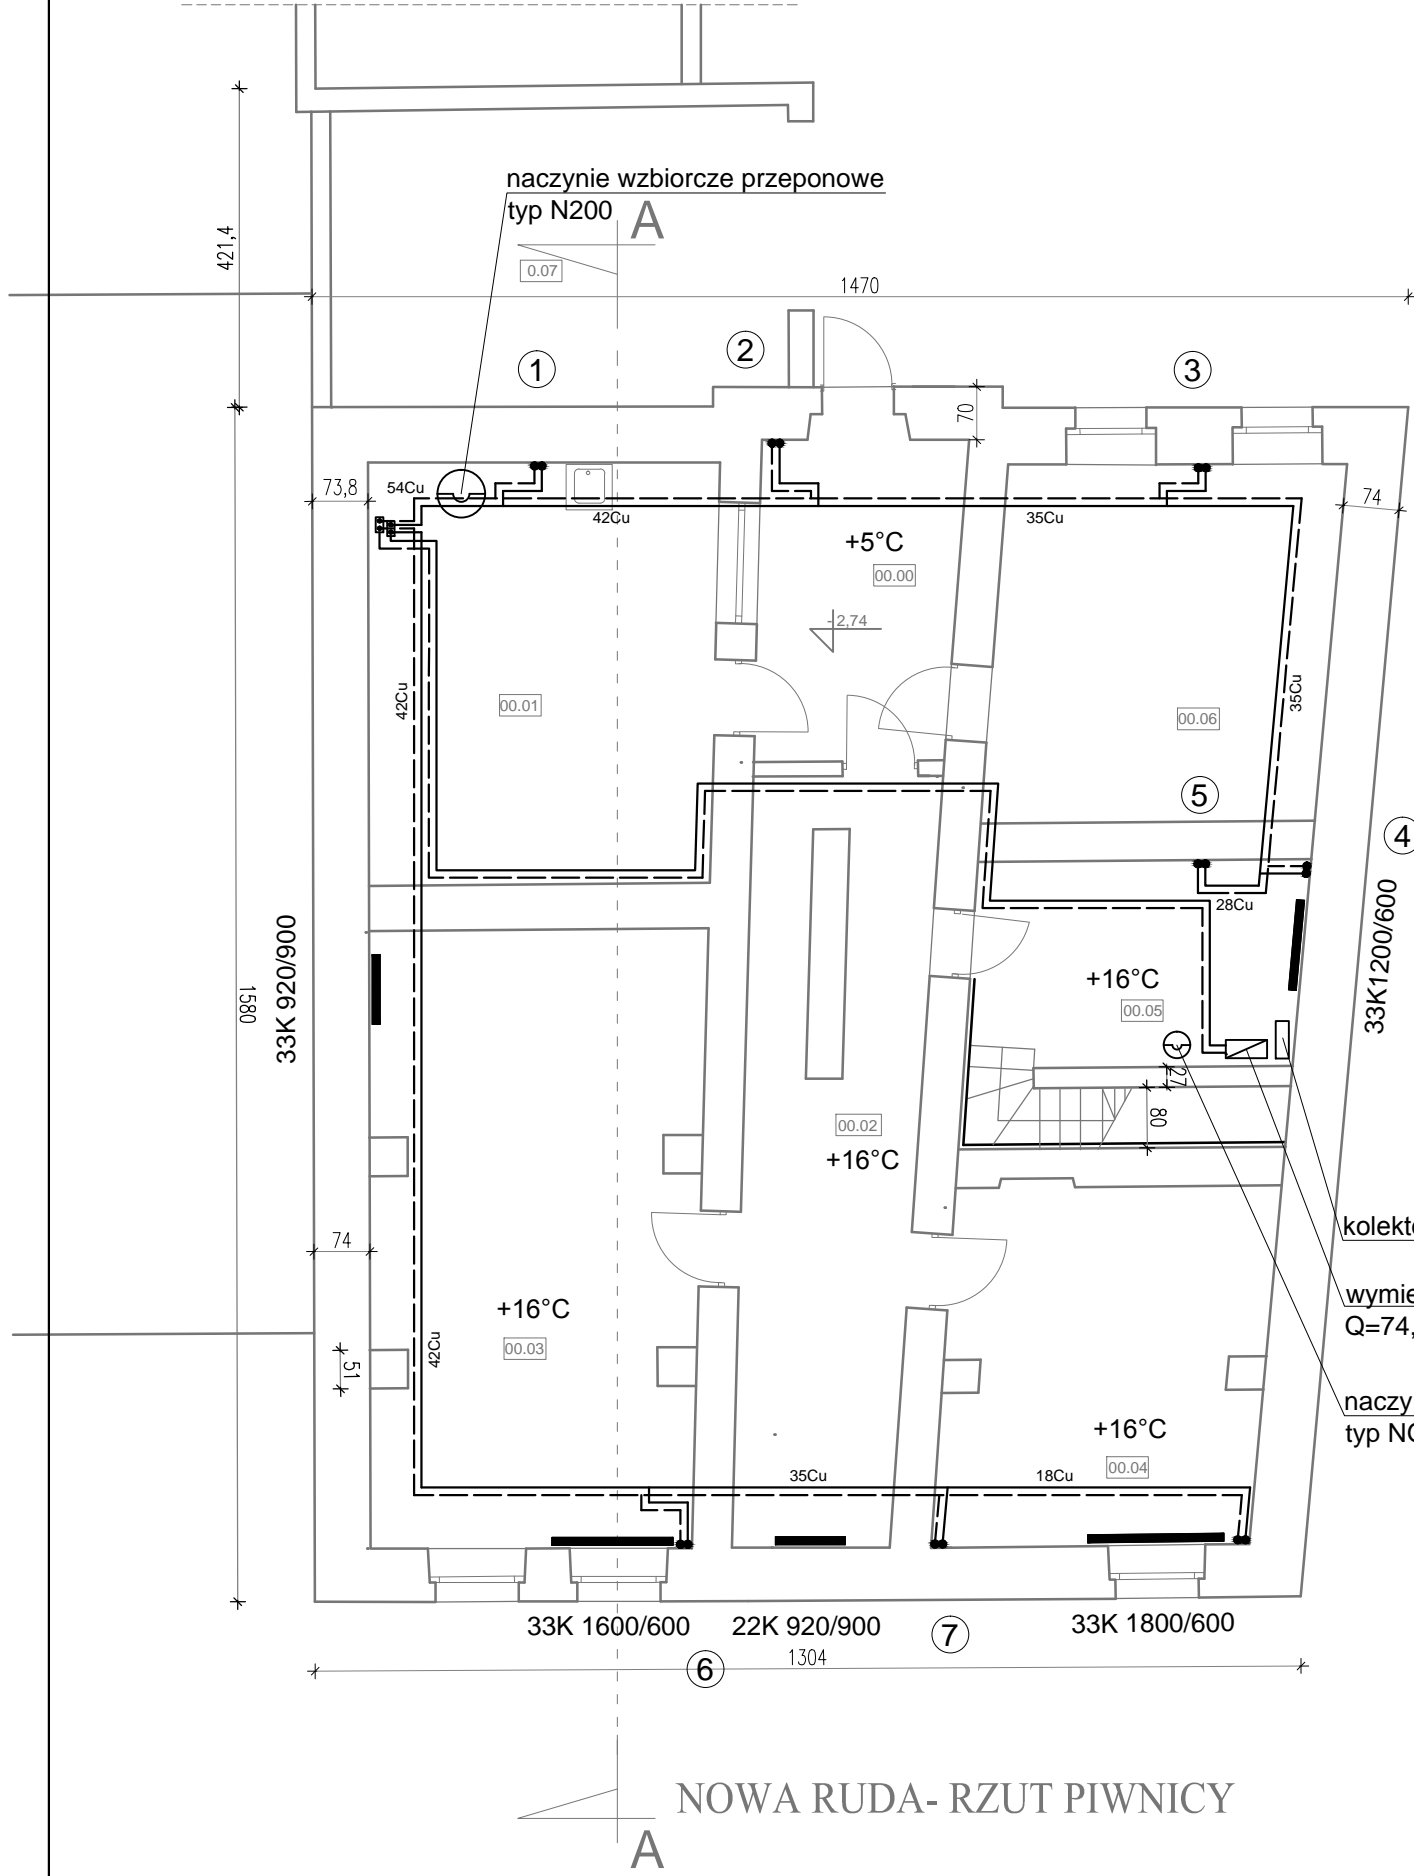 naczynie wzbiorcze przeponowe
typ N200
A
0.07
421,4
1470
1
2
3
70
73,8
54Cu
42Cu
35Cu
74
+5°C
00.00
- 2,74
42Cu
00.01
00.06
35Cu
5
4
28Cu
33K 920/900
1580
33K1200/600
+16°C
00.05
27
80
00.02
+16°C
74
+16°C
00.03
42Cu
51
+16°C
00.04
35Cu
18Cu
Q=74,
typ
33K 1600/600
22K 920/900
7
33K 1800/600
6
1304
NOWA RUDA- RZUT PIWNICY
A